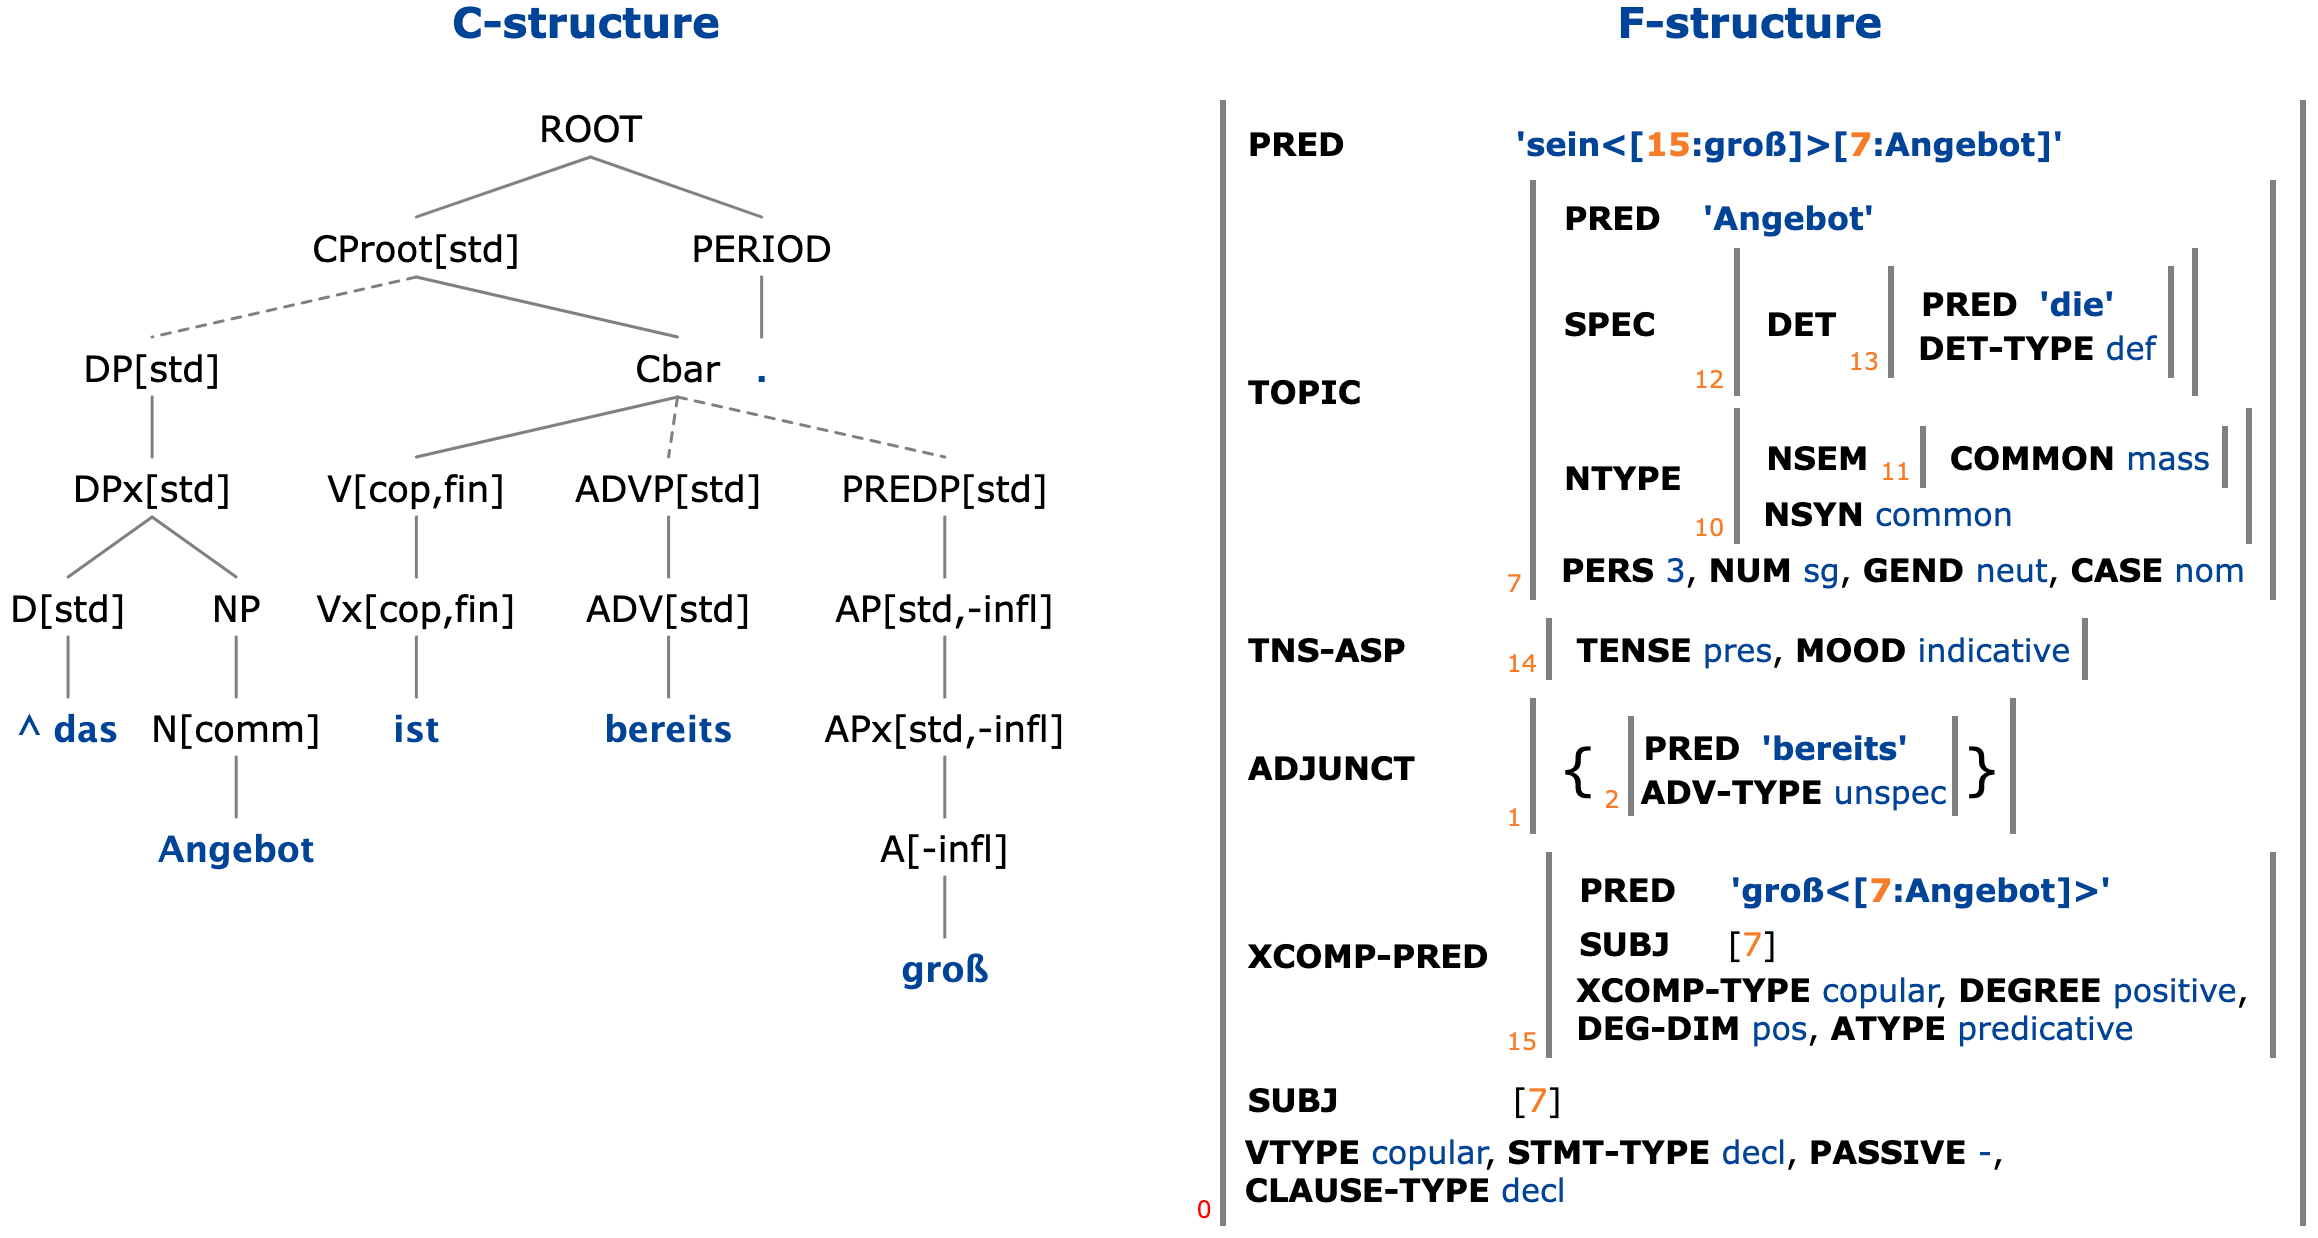 C-structure
ROOT
CProot[std] PERIOD
DP[std] Cbar .
DPx[std] V[cop,fin] ADVP[std] PREDP[std]
D[std] NP Vx[cop,fin] ADV[std] AP[std,-infl]
^ das N[comm] ist bereits APx[std,-infl]
Angebot A[-infl]
groß
F-structure
PRED 'sein<[15:groß]>[7:Angebot]'
PRED 'Angebot'
PRED 'die'
SPEC DET
DET-TYPE def
13
12
TOPIC
NSEM 11 COMMON mass
NTYPE
NSYN common
10
PERS 3, NUM sg, GEND neut, CASE nom
7
TNS-ASP 14 TENSE pres, MOOD indicative
PRED 'bereits'
ADJUNCT { }
2 ADV-TYPE unspec
1
PRED 'groß<[7:Angebot]>'
SUBJ [7]
XCOMP-PRED
XCOMP-TYPE copular, DEGREE positive,
DEG-DIM pos, ATYPE predicative
15
SUBJ [7]
VTYPE copular, STMT-TYPE decl, PASSIVE -,
CLAUSE-TYPE decl
0